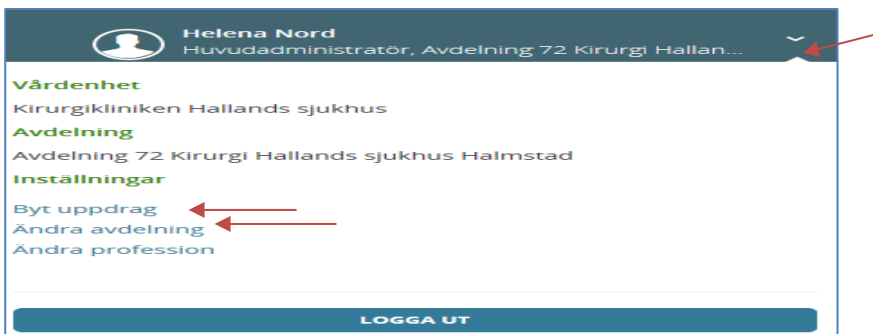 Helena Nord
Huvudadministratör, Avdelning 72 Kirurgi Hallan...
Vårdenhet
Kirurgikliniken Hallands sjukhus
Avdelning
Avdelning 72 Kirurgi Hallands sjukhus Halmstad
Inställningar
Byt uppdrag
Ändra avdelning
Ändra profession
LOGGA UT